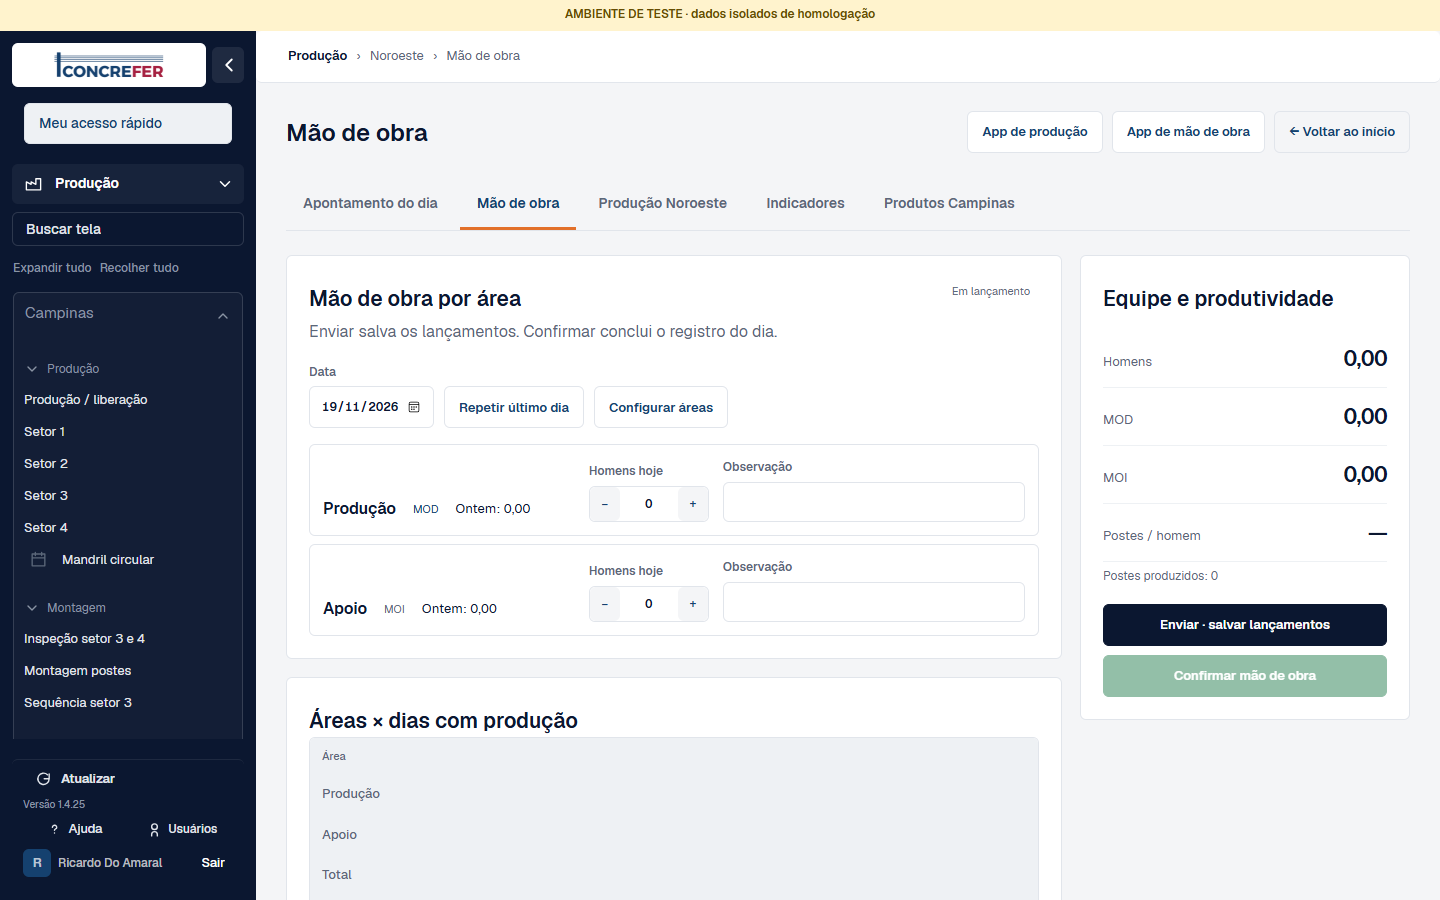 AMBIENTE DE TESTE · dados isolados de homologação
CONCREFER
Meu acesso rápido
Produção
Buscar tela
Expandir tudo Recolher tudo
Campinas
Produção
Produção / liberação
Setor 1
Setor 2
Setor 3
Setor 4
Mandril circular
Montagem
Inspeção setor 3 e 4
Montagem postes
Sequência setor 3
Atualizar
Versão 1.4.25
? Ajuda Usuários
R Ricardo Do Amaral Sair
Produção › Noroeste › Mão de obra
Mão de obra
App de produção App de mão de obra ← Voltar ao início
Apontamento do dia Mão de obra Produção Noroeste Indicadores Produtos Campinas
Mão de obra por área
Em lançamento
Enviar salva os lançamentos. Confirmar conclui o registro do dia.
Data
19/11/2026 Repetir último dia Configurar áreas
Homens hoje Observação
Produção MOD Ontem: 0,00 − 0 +
Homens hoje Observação
Apoio MOI Ontem: 0,00 − 0 +
Áreas × dias com produção
Área
Produção
Apoio
Total
Equipe e produtividade
Homens 0,00
MOD 0,00
MOI 0,00
Postes / homem —
Postes produzidos: 0
Enviar · salvar lançamentos
Confirmar mão de obra